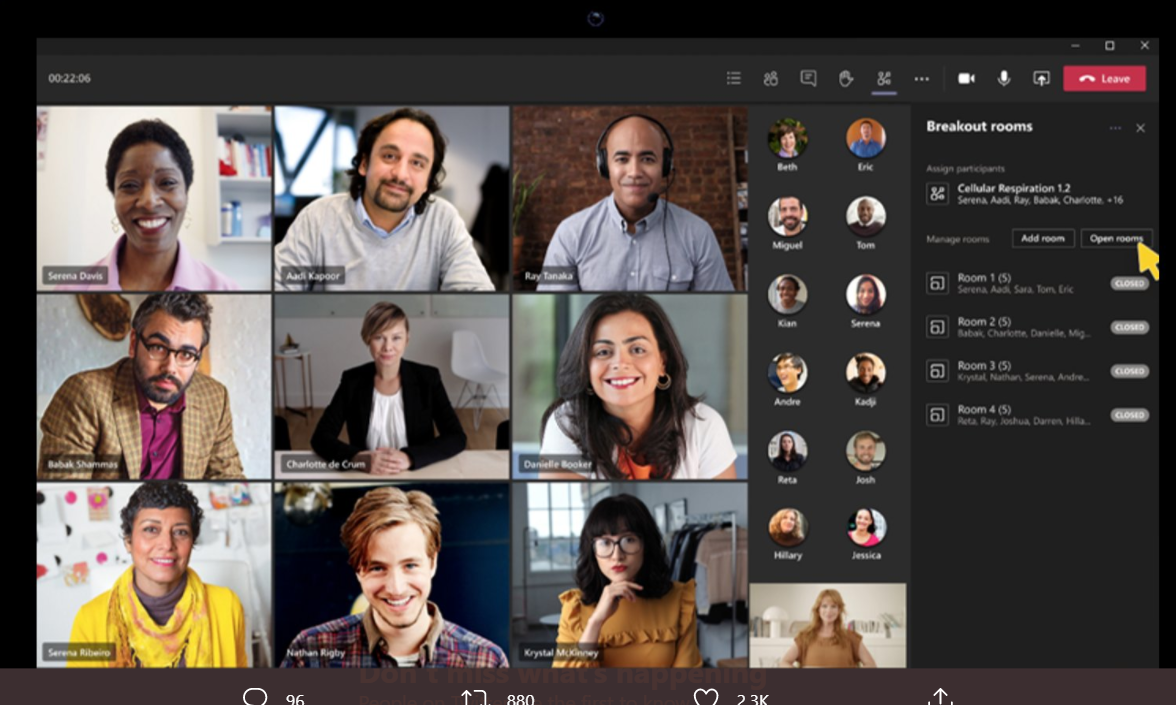 00:22:06
Leave
Serena Davis
Aadi Kapoor
Ray Tanaka
Babak Shammas
Charlotte de Crum
Danielle Booker
Serena Ribeiro
Nathan Rigby
Krystal McKinney
Beth
Eric
Miguel
Tom
Kian
Serena
Andre
Kadji
Reta
Josh
Hillary
Jessica
Breakout rooms
Assign participants
Cellular Respiration 1.2
Serena, Aadi, Ray, Babak, Charlotte, +16
Manage rooms
Add room
Open rooms
Room 1 (5)
Serena, Aadi, Sara, Tom, Eric
CLOSED
Room 2 (5)
Babak, Charlotte, Danielle, Mig...
CLOSED
Room 3 (5)
Krystal, Nathan, Serena, Andre...
CLOSED
Room 4 (5)
Reta, Ray, Joshua, Darren, Hilla...
CLOSED
Don't miss what's happening
96
880
2.3K